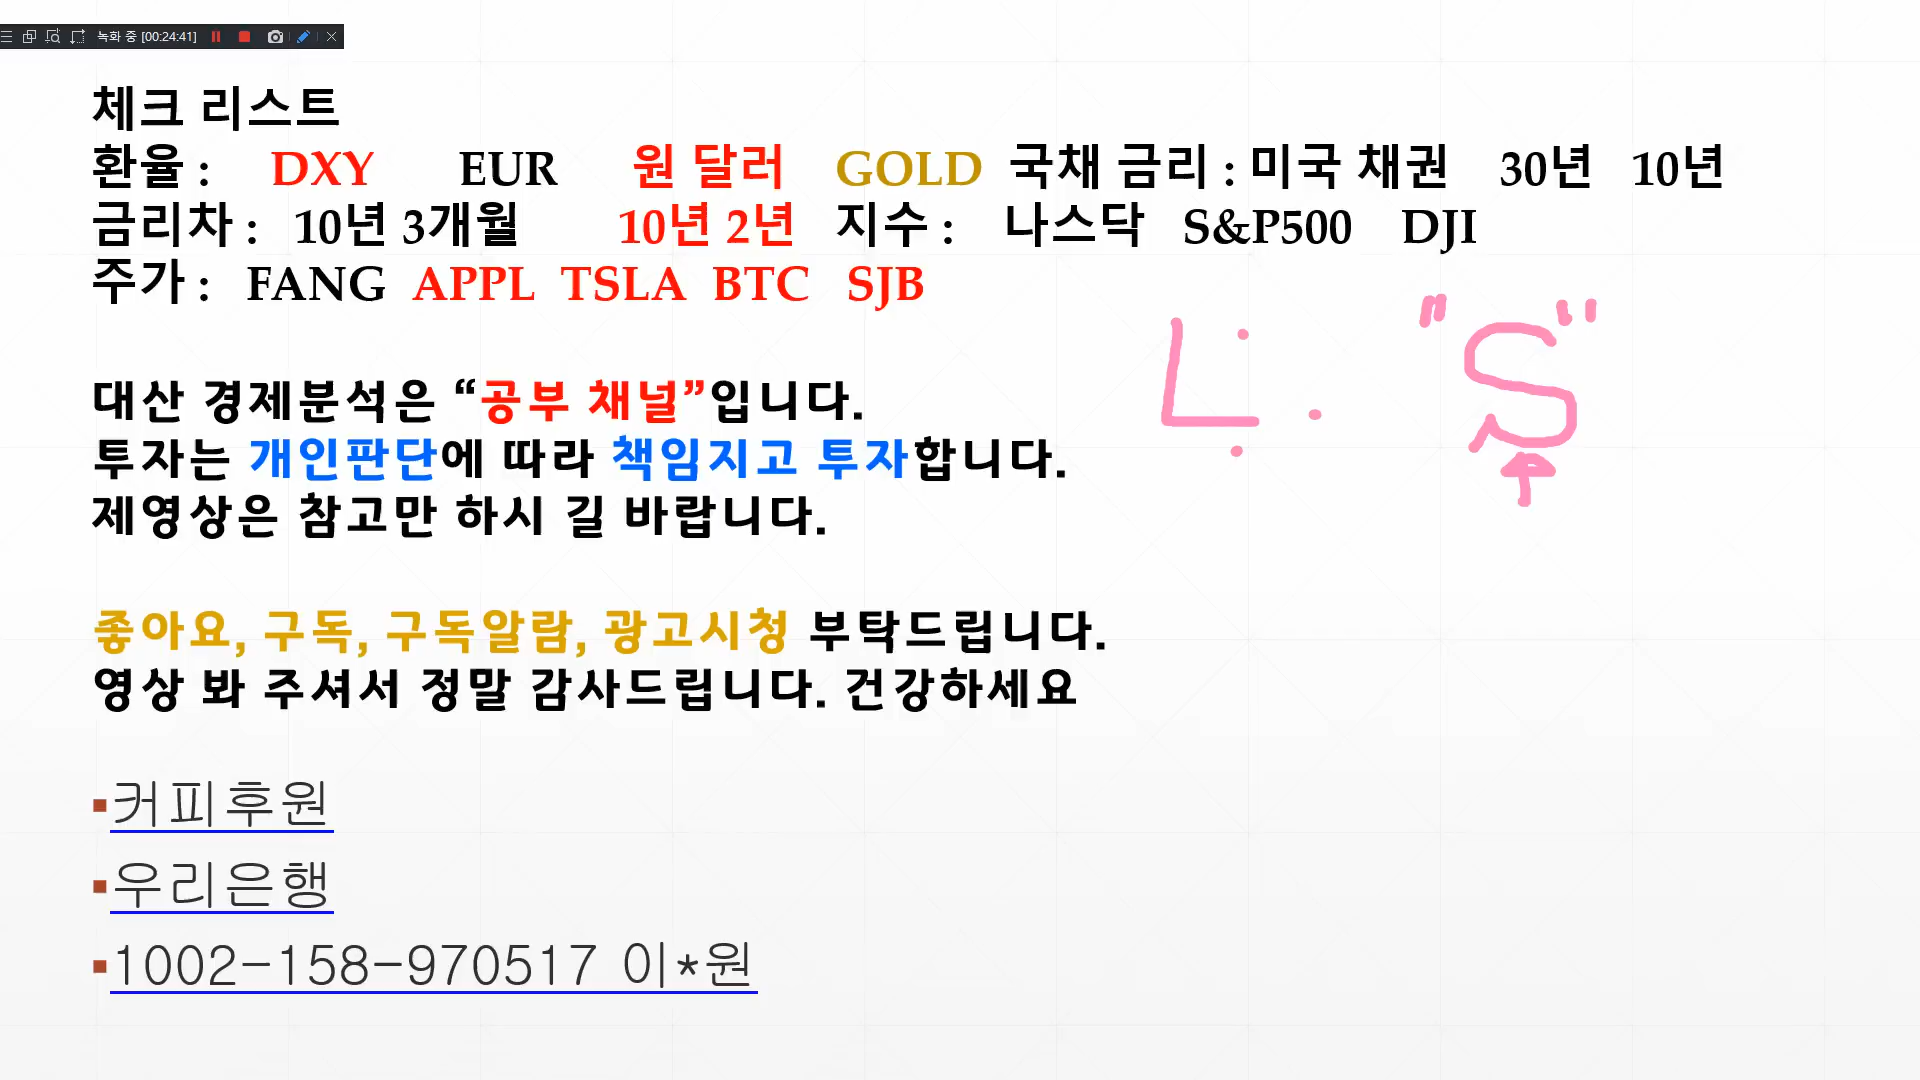 녹화 중 [00:24:41]
체크 리스트
환율 : DXY EUR 원 달러 GOLD 국채 금리 : 미국 채권 30년 10년
금리차 : 10년 3개월 10년 2년 지수 : 나스닥 S&P500 DJI
주가 : FANG APPL TSLA BTC SJB
L "S"
대산 경제분석은 “공부 채널”입니다.
투자는 개인판단에 따라 책임지고 투자합니다.
제영상은 참고만 하시 길 바랍니다.
좋아요, 구독, 구독알람, 광고시청 부탁드립니다.
영상 봐 주셔서 정말 감사드립니다. 건강하세요
▪커피후원
▪우리은행
▪1002-158-970517 이*원